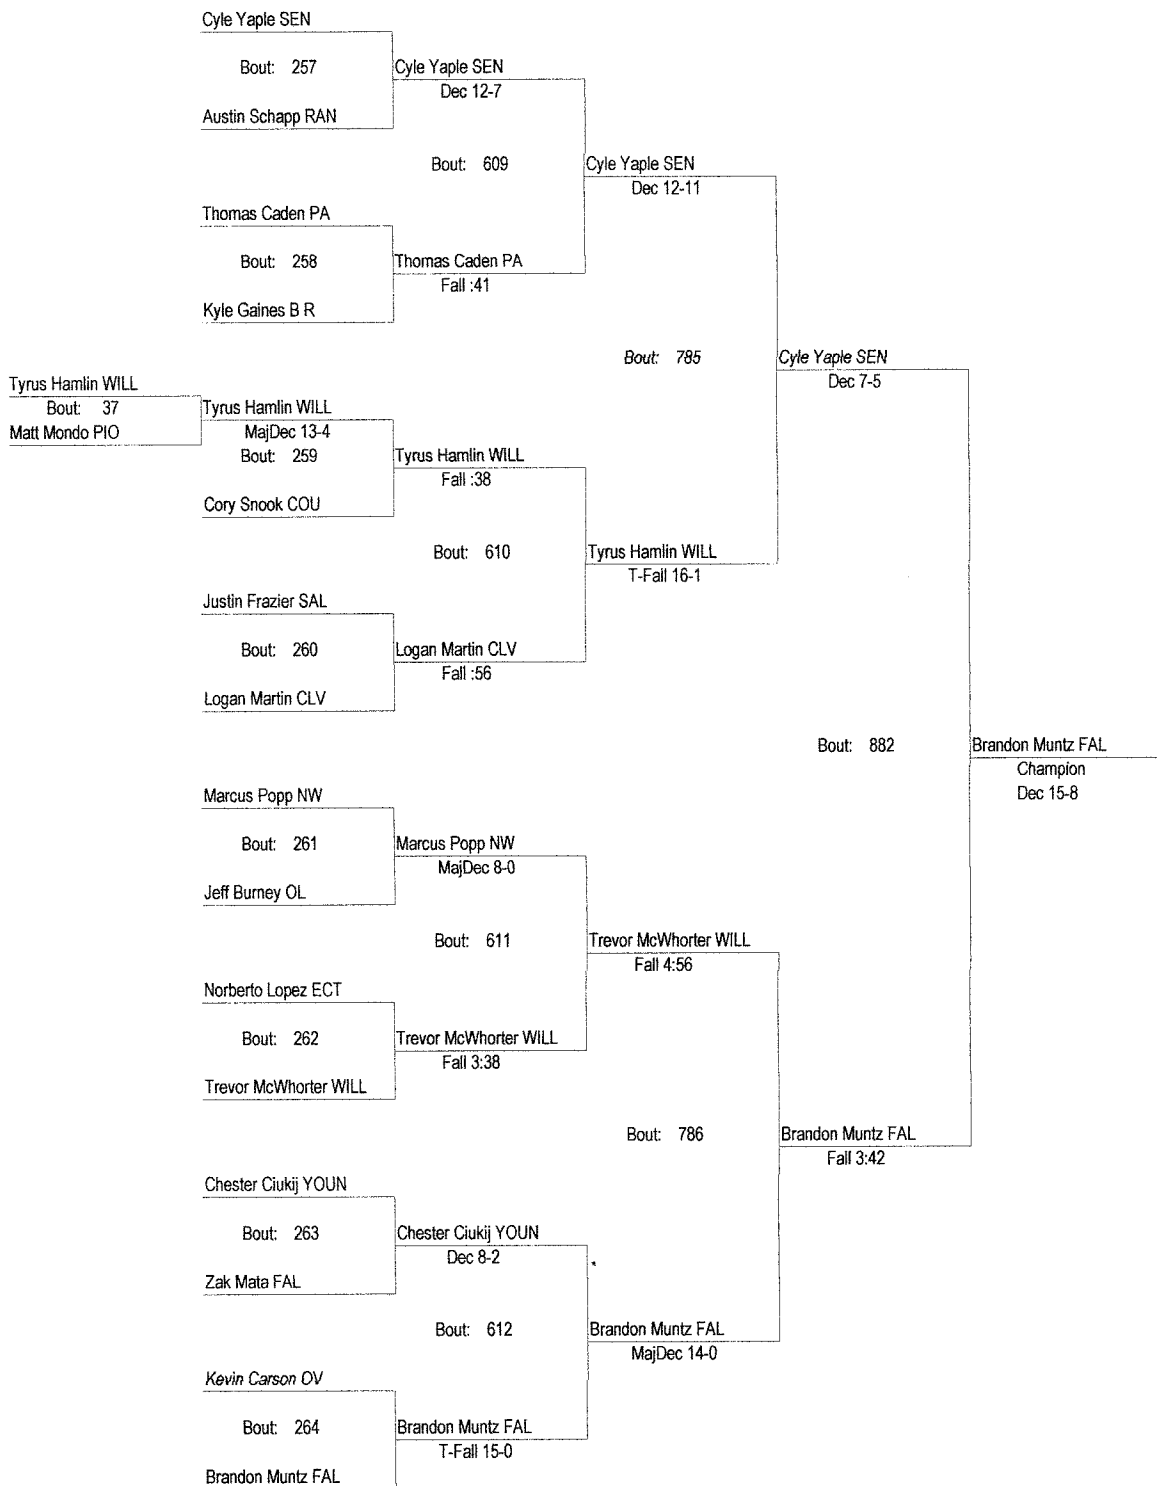 Cyle Yaple SEN
Bout: 257
Cyle Yaple SEN
Dec 12-7
Austin Schapp RAN
Bout: 609
Cyle Yaple SEN
Dec 12-11
Thomas Caden PA
Bout: 258
Thomas Caden PA
Fall :41
Kyle Gaines B R
Bout: 785
Cyle Yaple SEN
Dec 7-5
Tyrus Hamlin WILL
Bout: 37
Matt Mondo PIO
Tyrus Hamlin WILL
MajDec 13-4
Bout: 259
Tyrus Hamlin WILL
Fall :38
Cory Snook COU
Bout: 610
Tyrus Hamlin WILL
T-Fall 16-1
Justin Frazier SAL
Bout: 260
Logan Martin CLV
Fall :56
Logan Martin CLV
Bout: 882
Brandon Muntz FAL
Champion
Dec 15-8
Marcus Popp NW
Bout: 261
Marcus Popp NW
MajDec 8-0
Jeff Burney OL
Bout: 611
Trevor McWhorter WILL
Fall 4:56
Norberto Lopez ECT
Bout: 262
Trevor McWhorter WILL
Fall 3:38
Trevor McWhorter WILL
Bout: 786
Brandon Muntz FAL
Fall 3:42
Chester Ciukij YOUN
Bout: 263
Chester Ciukij YOUN
Dec 8-2
Zak Mata FAL
Bout: 612
Brandon Muntz FAL
MajDec 14-0
Kevin Carson OV
Bout: 264
Brandon Muntz FAL
T-Fall 15-0
Brandon Muntz FAL